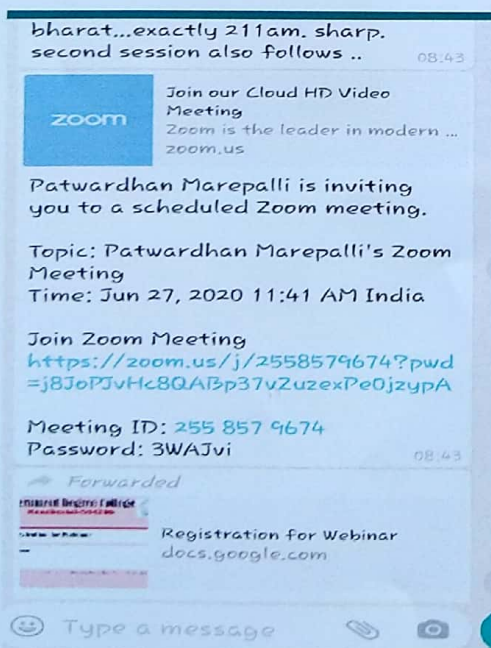 bharat...exactly 211am. sharp.
second session also follows ..
08:43
zoom
Join our Cloud HD Video
Meeting
Zoom is the leader in modern ...
zoom.us
Patwardhan Marepalli is inviting
you to a scheduled Zoom meeting.
Topic: Patwardhan Marepalli's Zoom
Meeting
Time: Jun 27, 2020 11:41 AM India
Join Zoom Meeting
https://zoom.us/j/2558579674?pwd
=j8JoPJvHc8QABp37vZuzexPe0jzypA
Meeting ID: 255 857 9674
Password: 3WAJvi
08:43
Forwarded
Degree College
Registration for Webinar
docs.google.com
Type a message